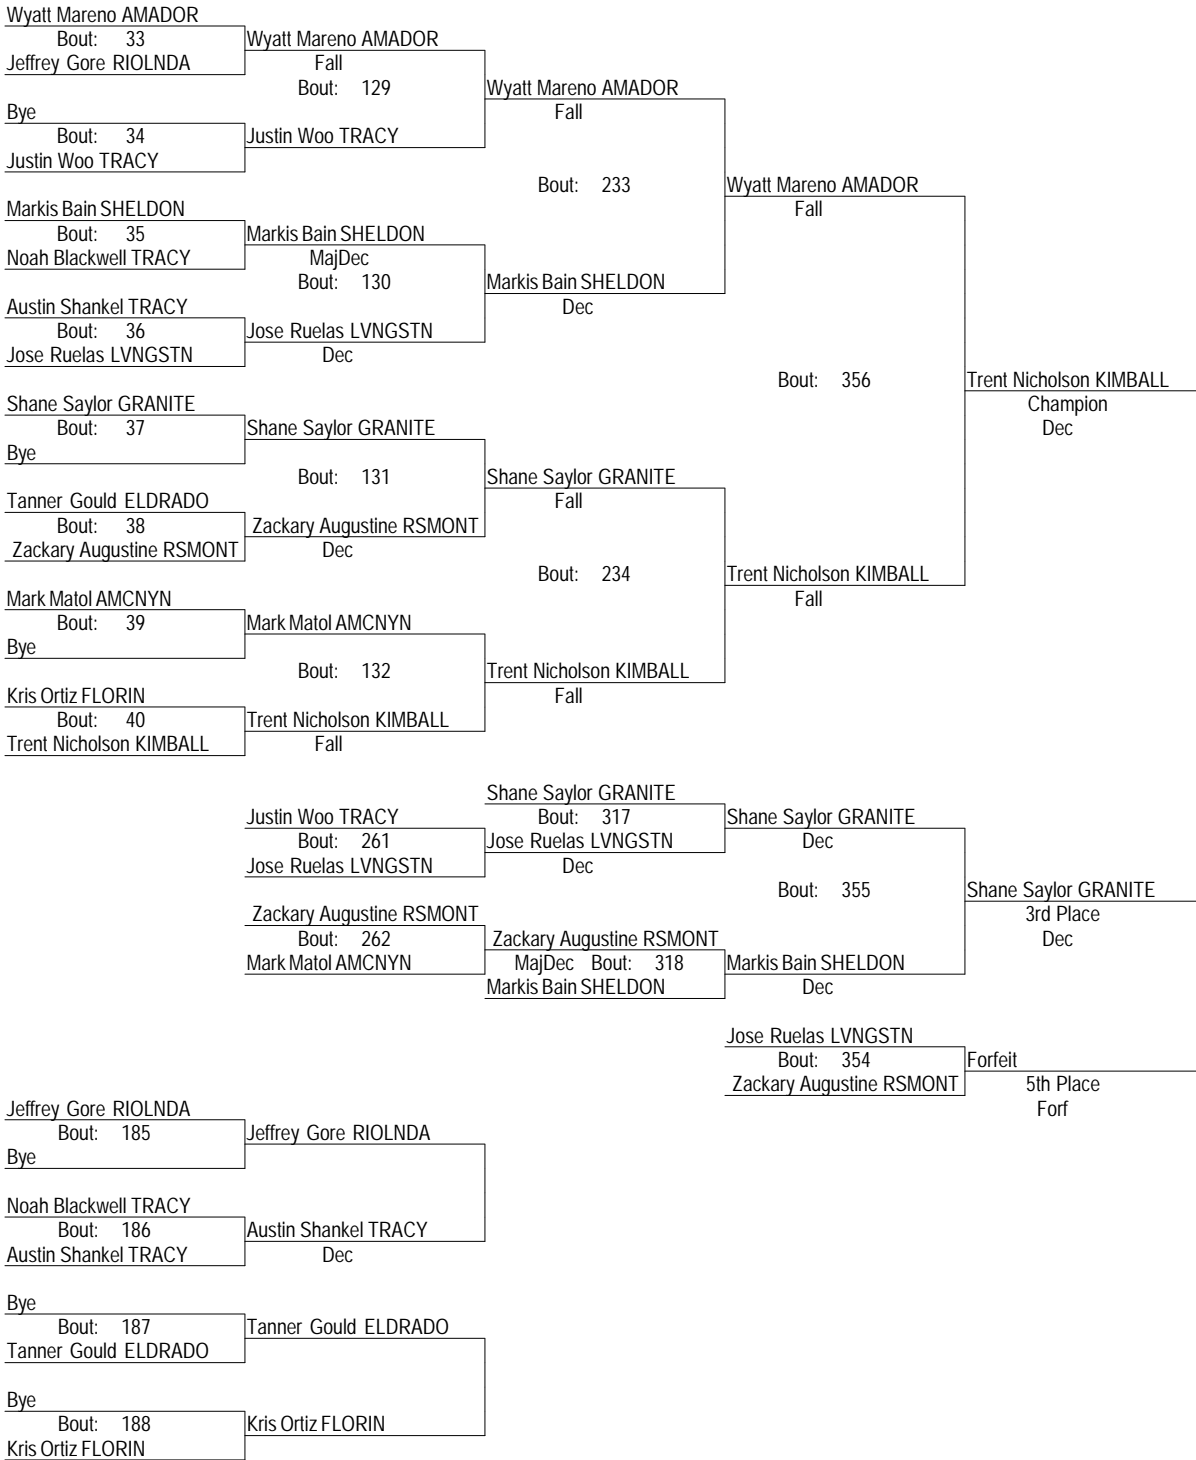 Wyatt Mareno AMADOR
Bout: 33
Wyatt Mareno AMADOR
Jeffrey Gore RIOLNDA
Fall
Bout: 129
Wyatt Mareno AMADOR
Bye
Fall
Bout: 34
Justin Woo TRACY
Justin Woo TRACY
Bout: 233
Wyatt Mareno AMADOR
Markis Bain SHELDON
Fall
Bout: 35
Markis Bain SHELDON
Noah Blackwell TRACY
MajDec
Bout: 130
Markis Bain SHELDON
Austin Shankel TRACY
Dec
Bout: 36
Jose Ruelas LVNGSTN
Jose Ruelas LVNGSTN
Dec
Bout: 356
Trent Nicholson KIMBALL
Shane Saylor GRANITE
Champion
Bout: 37
Shane Saylor GRANITE
Dec
Bye
Bout: 131
Shane Saylor GRANITE
Tanner Gould ELDRADO
Fall
Bout: 38
Zackary Augustine RSMONT
Zackary Augustine RSMONT
Dec
Bout: 234
Trent Nicholson KIMBALL
Mark Matol AMCNYN
Fall
Bout: 39
Mark Matol AMCNYN
Bye
Bout: 132
Trent Nicholson KIMBALL
Kris Ortiz FLORIN
Fall
Bout: 40
Trent Nicholson KIMBALL
Trent Nicholson KIMBALL
Fall
Shane Saylor GRANITE
Justin Woo TRACY
Bout: 317
Shane Saylor GRANITE
Bout: 261
Jose Ruelas LVNGSTN
Dec
Jose Ruelas LVNGSTN
Dec
Bout: 355
Shane Saylor GRANITE
Zackary Augustine RSMONT
3rd Place
Bout: 262
Zackary Augustine RSMONT
Dec
Mark Matol AMCNYN
MajDec Bout: 318
Markis Bain SHELDON
Markis Bain SHELDON
Dec
Jose Ruelas LVNGSTN
Bout: 354
Forfeit
Zackary Augustine RSMONT
5th Place
Forf
Jeffrey Gore RIOLNDA
Bout: 185
Jeffrey Gore RIOLNDA
Bye
Noah Blackwell TRACY
Bout: 186
Austin Shankel TRACY
Austin Shankel TRACY
Dec
Bye
Bout: 187
Tanner Gould ELDRADO
Tanner Gould ELDRADO
Bye
Bout: 188
Kris Ortiz FLORIN
Kris Ortiz FLORIN